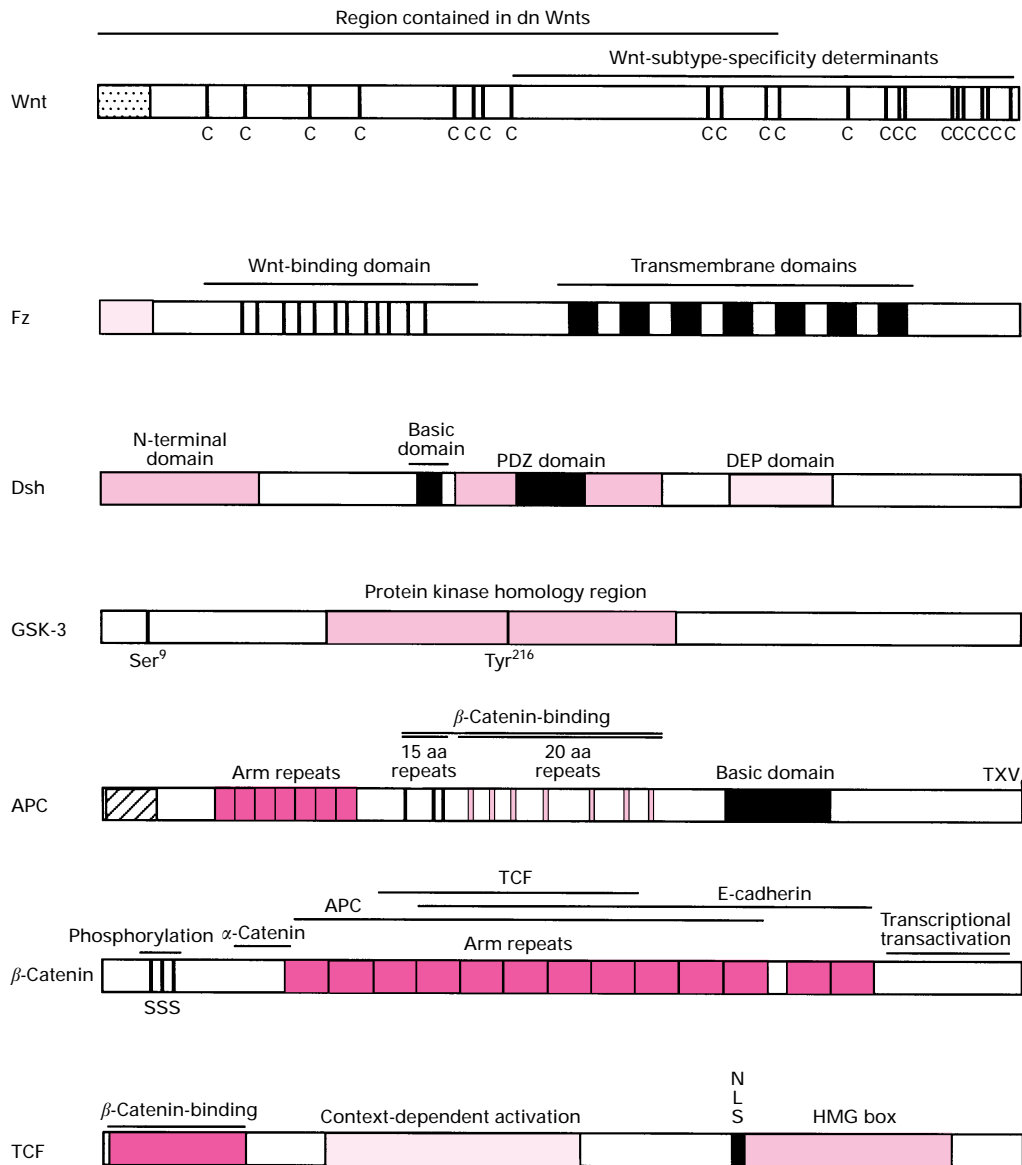 Region contained in dn Wnts
Wnt-subtype-specificity determinants
Wnt
C C C C C C C C C C C C C C C C C C C C C C C
Wnt-binding domain Transmembrane domains
Fz
N-terminal
domain
Basic
domain
PDZ domain DEP domain
Dsh
Protein kinase homology region
GSK-3
Ser⁹ Tyr²¹⁶
β-Catenin-binding
15 aa
repeats
20 aa
repeats
Arm repeats Basic domain TXV
APC
TCF
APC E-cadherin
Phosphorylation α-Catenin Arm repeats
Transcriptional
transactivation
β-Catenin
SSS
N
L
S
β-Catenin-binding Context-dependent activation HMG box
TCF